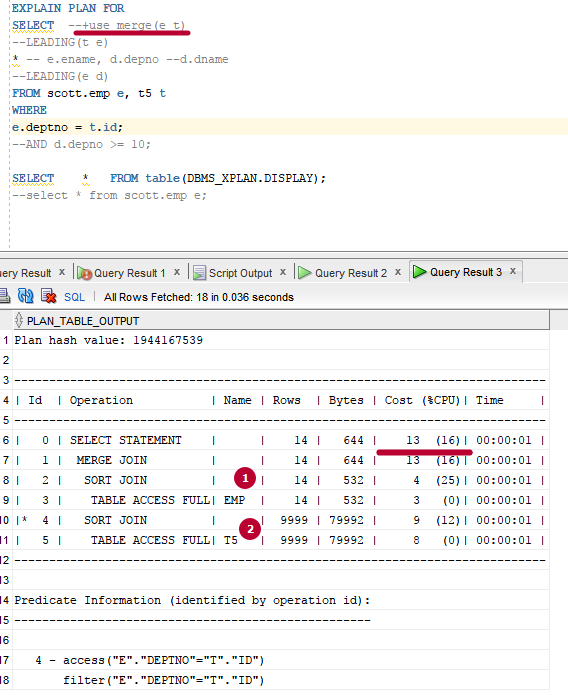 EXPLAIN PLAN FOR
SELECT --+use_merge(e t)
--LEADING(t e)
* -- e.ename, d.depno --d.dname
--LEADING(e d)
FROM scott.emp e, t5 t
WHERE
e.deptno = t.id;
--AND d.depno >= 10;
SELECT * FROM table(DBMS_XPLAN.DISPLAY);
--select * from scott.emp e;
uery Result x Query Result 1 x Script Output x Query Result 2 x Query Result 3 x
SQL | All Rows Fetched: 18 in 0.036 seconds
PLAN_TABLE_OUTPUT
1 Plan hash value: 1944167539
2
3 --------------------------------------------------------------------------------
4 | Id | Operation | Name | Rows | Bytes | Cost (%CPU)| Time |
5 --------------------------------------------------------------------------------
6 | 0 | SELECT STATEMENT | | 14 | 644 | 13 (16)| 00:00:01 |
7 | 1 | MERGE JOIN | | 14 | 644 | 13 (16)| 00:00:01 |
8 | 2 | SORT JOIN | 1 | 14 | 532 | 4 (25)| 00:00:01 |
9 | 3 | TABLE ACCESS FULL| EMP | 14 | 532 | 3 (0)| 00:00:01 |
10 |* 4 | SORT JOIN | 2 | 9999 | 79992 | 9 (12)| 00:00:01 |
11 | 5 | TABLE ACCESS FULL| T5 | 9999 | 79992 | 8 (0)| 00:00:01 |
12 --------------------------------------------------------------------------------
13
14 Predicate Information (identified by operation id):
15 ---------------------------------------------------
16
17 4 - access("E"."DEPTNO"="T"."ID")
18 filter("E"."DEPTNO"="T"."ID")